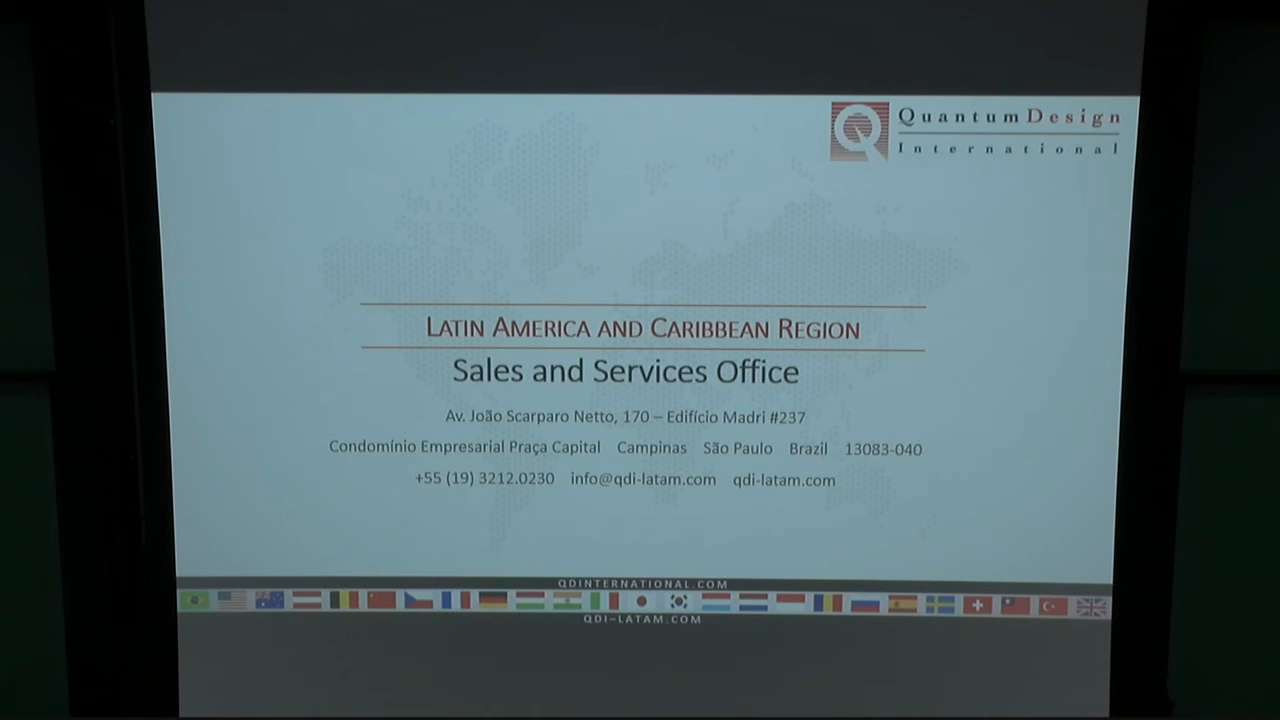 QuantumDesign
International
LATIN AMERICA AND CARIBBEAN REGION
Sales and Services Office
Av. João Scarparo Netto, 170 – Edifício Madri #237
Condomínio Empresarial Praça Capital Campinas São Paulo Brazil 13083-040
+55 (19) 3212.0230 info@qdi-latam.com qdi-latam.com
QDINTERNATIONAL.COM
QDI-LATAM.COM